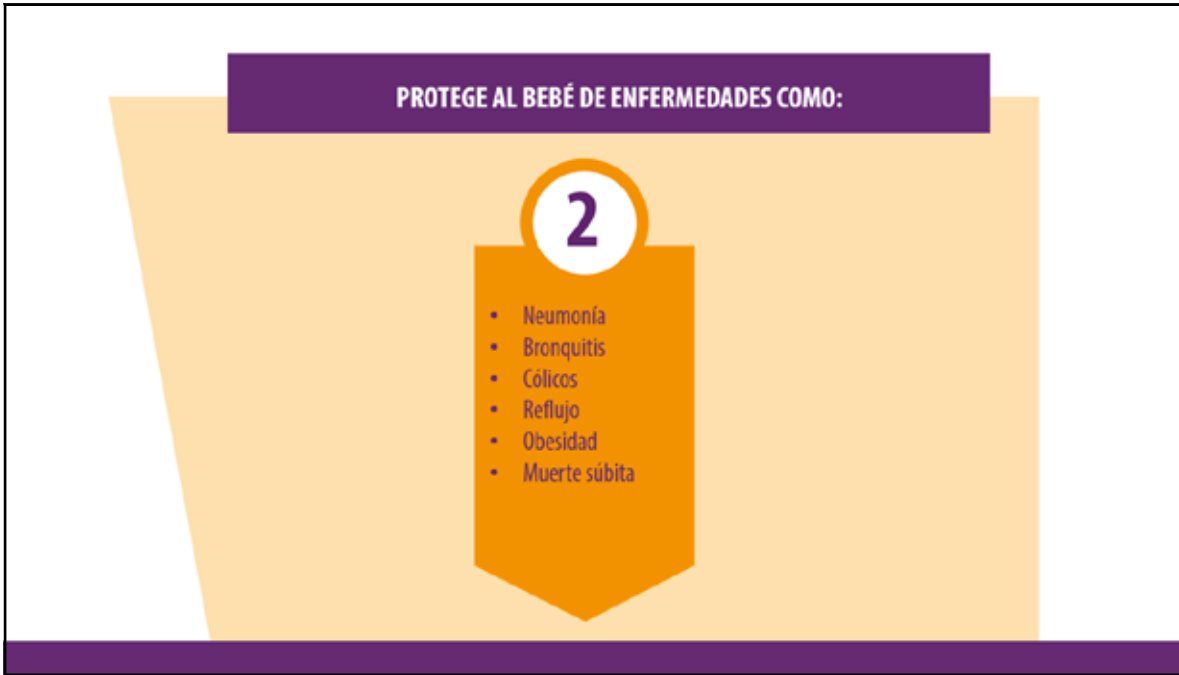 PROTEGE AL BEBÉ DE ENFERMEDADES COMO:
2
• Neumonía
• Bronquitis
• Cólicos
• Reflujo
• Obesidad
• Muerte súbita